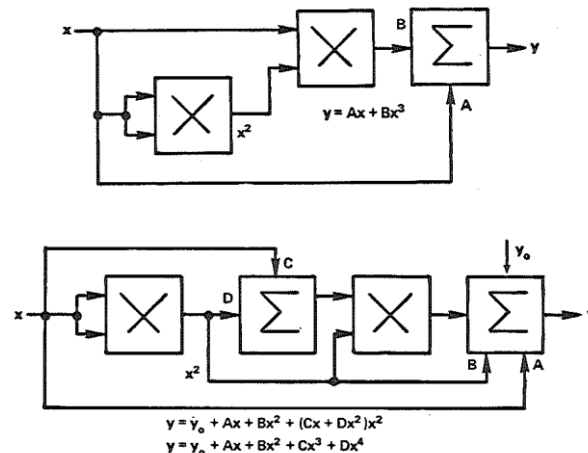 x
B
Σ
y
A
x²
y = Ax + Bx³
y₀
C
x
D
Σ
Σ
x²
B
A
y = y₀ + Ax + Bx² + (Cx + Dx²)x²
y = y₀ + Ax + Bx² + Cx³ + Dx⁴